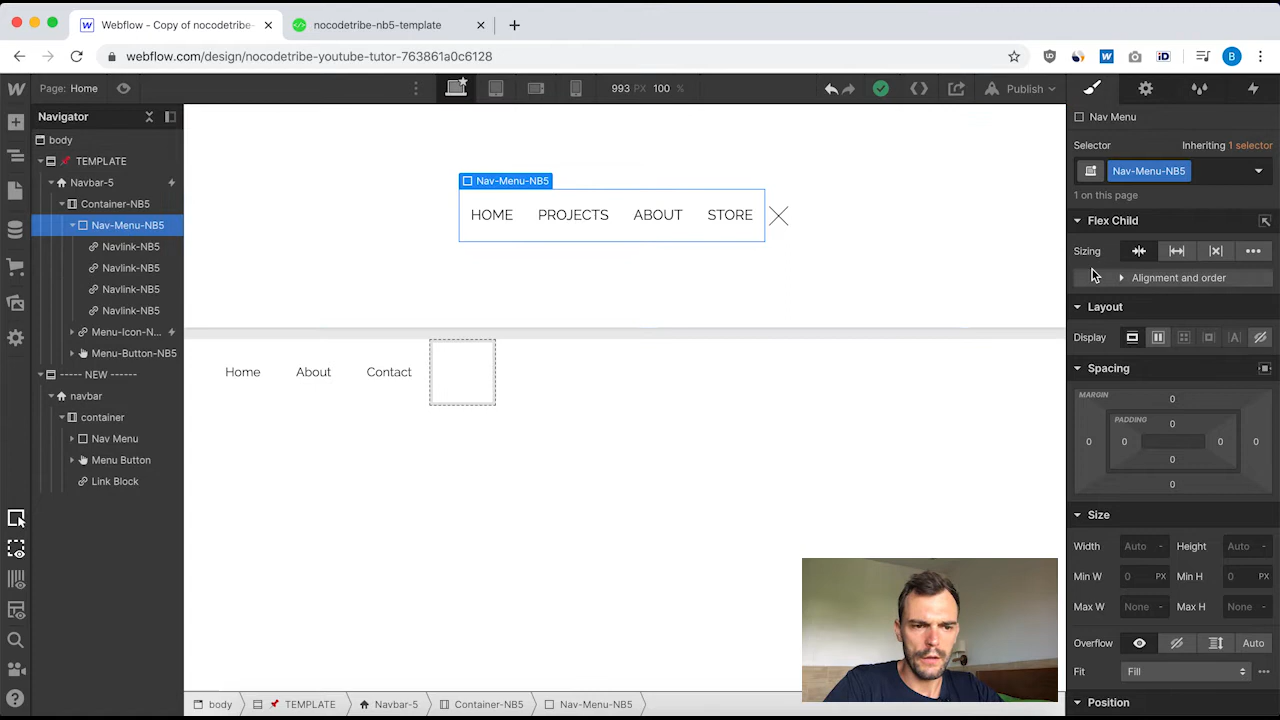 Webflow - Copy of nocodetribe-
nocodetribe-nb5-template
webflow.com/design/nocodetribe-youtube-tutor-763861a0c6128
Page: Home
993 PX 100 %
Publish
Navigator
body
TEMPLATE
Navbar-5
Container-NB5
Nav-Menu-NB5
Navlink-NB5
Navlink-NB5
Navlink-NB5
Navlink-NB5
Menu-Icon-N...
Menu-Button-NB5
----- NEW ------
navbar
container
Nav Menu
Menu Button
Link Block
Nav-Menu-NB5
HOME PROJECTS ABOUT STORE
Home About Contact
Nav Menu
Selector Inheriting 1 selector
Nav-Menu-NB5
1 on this page
Flex Child
Sizing
Alignment and order
Layout
Display
Spacing
MARGIN
0
PADDING
0
0 0 0 0
0
0
Size
Width Auto - Height Auto -
Min W 0 PX Min H 0 PX
Max W None - Max H None -
Overflow Auto
Fit Fill
Position
body TEMPLATE Navbar-5 Container-NB5 Nav-Menu-NB5